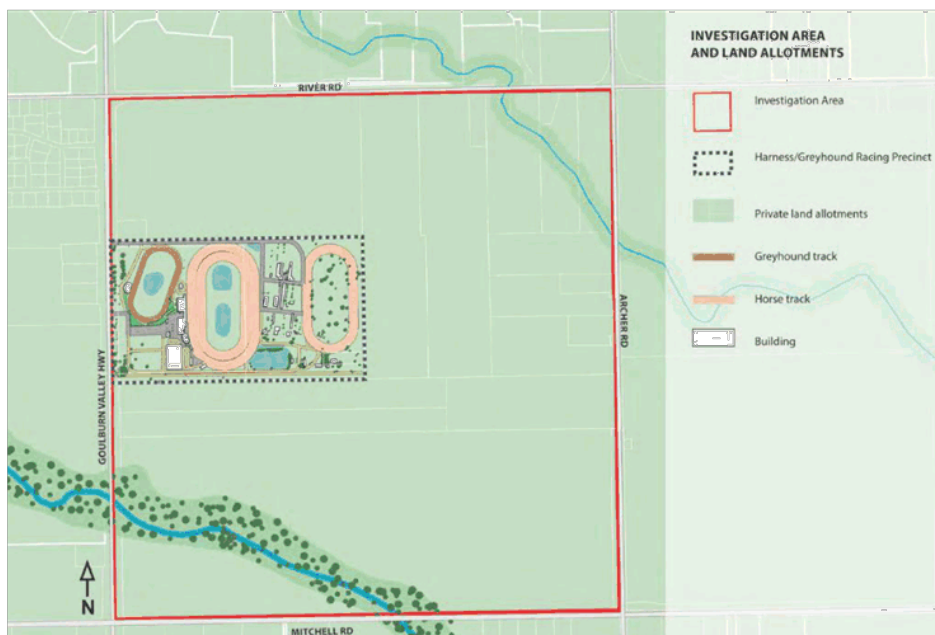 INVESTIGATION AREA
AND LAND ALLOTMENTS
Investigation Area
Harness/Greyhound Racing Precinct
Private land allotments
Greyhound track
Horse track
Building
RIVER RD
ARCHER RD
GOULBURN VALLEY HWY
N
MITCHELL RD